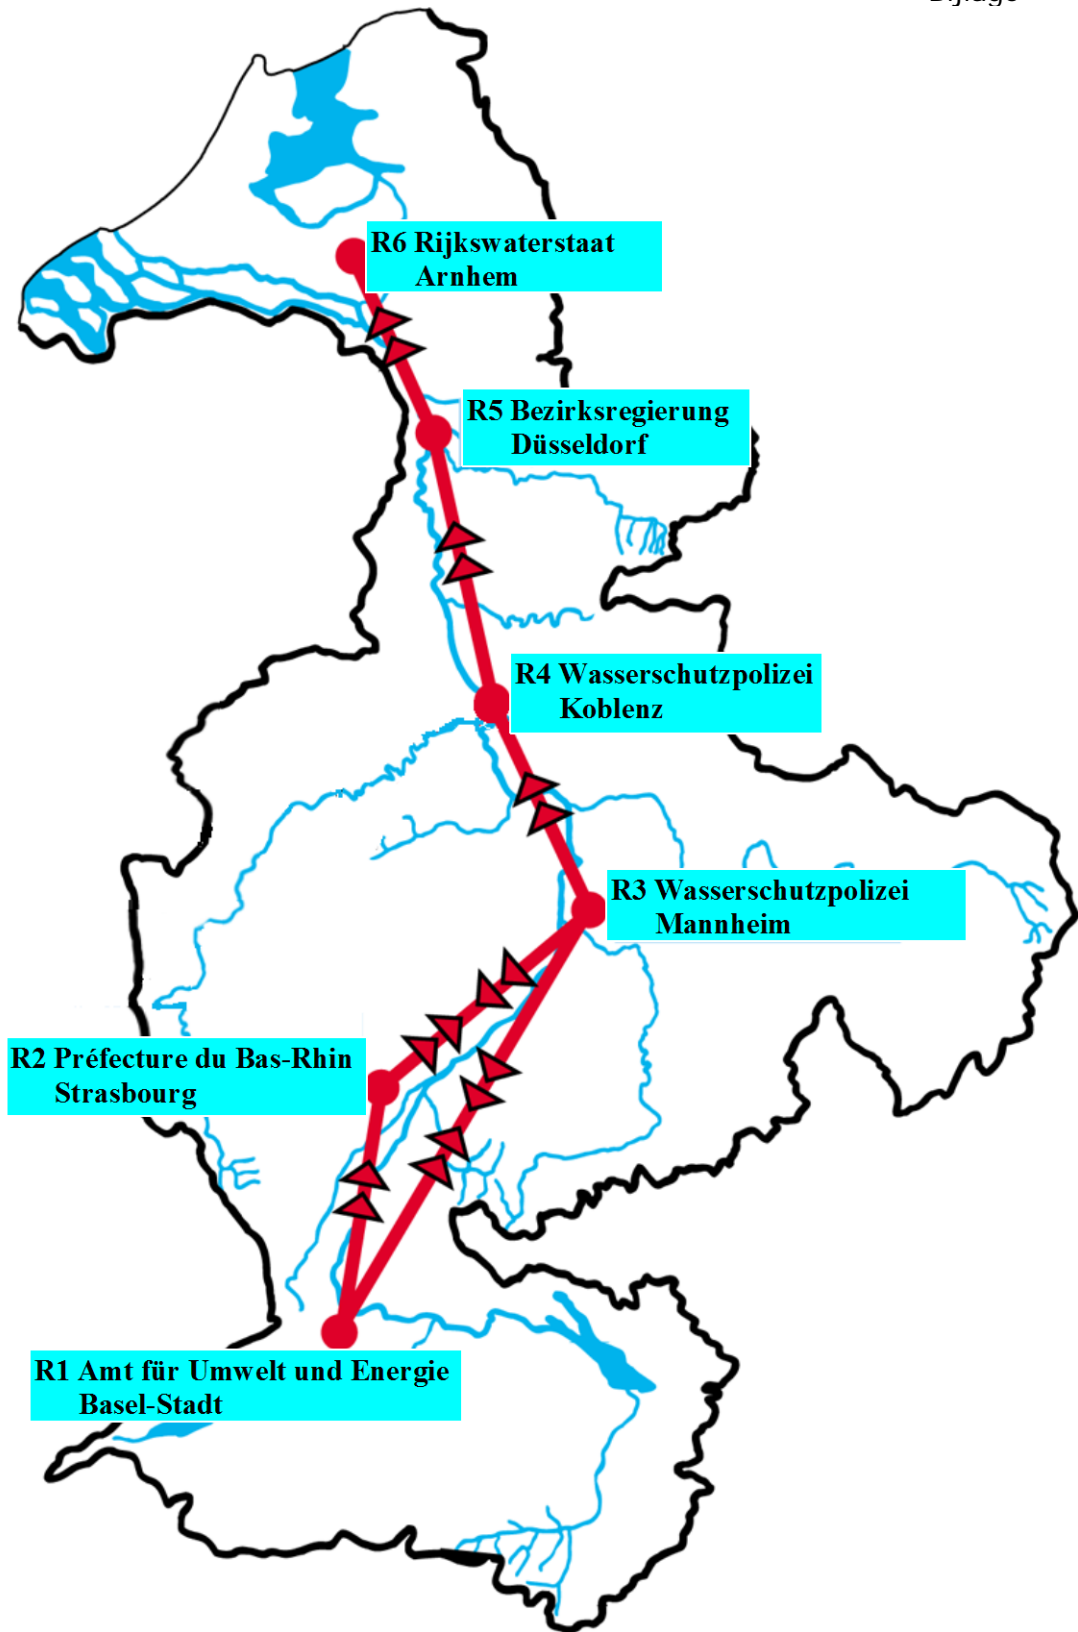 R6 Rijkswaterstaat
Arnhem
R5 Bezirksregierung
Düsseldorf
R4 Wasserschutzpolizei
Koblenz
R3 Wasserschutzpolizei
Mannheim
R2 Préfecture du Bas-Rhin
Strasbourg
R1 Amt für Umwelt und Energie
Basel-Stadt